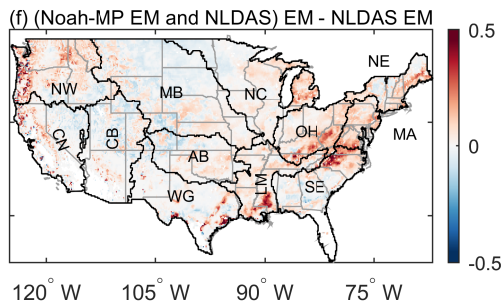 (f) (Noah-MP EM and NLDAS) EM - NLDAS EM
0.5
NE
NW
MB
NC
CN
CB
OH
MA
0
AB
WG
LM
SE
-0.5
120° W
105° W
90° W
75° W